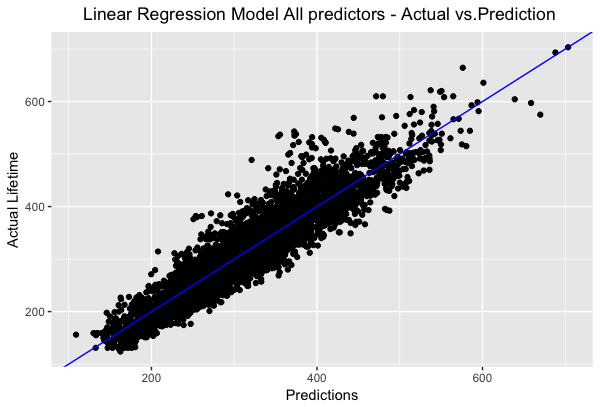 Linear Regression Model All predictors - Actual vs.Prediction
Actual Lifetime
600
400
200
200 400 600
Predictions